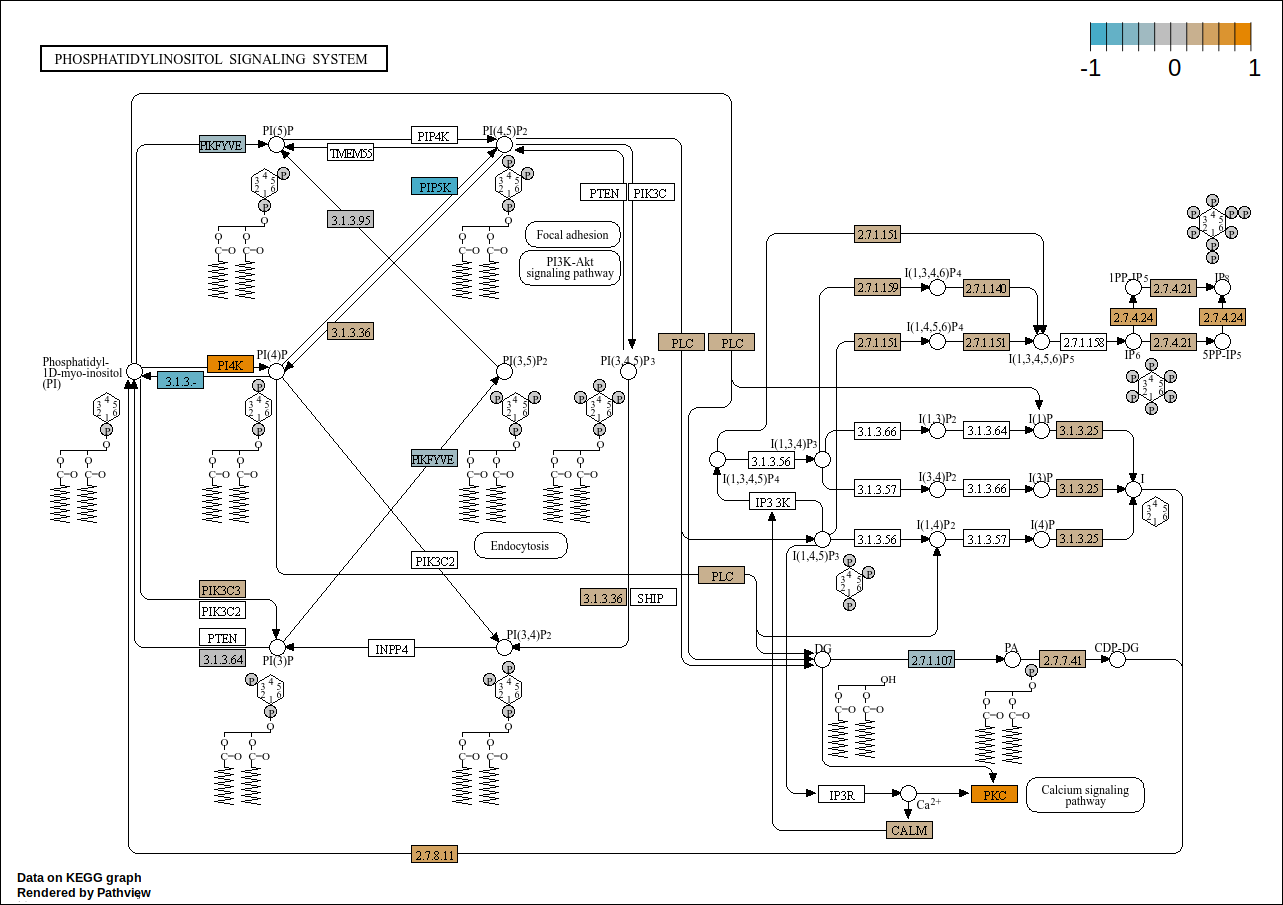 PHOSPHATIDYLINOSITOL SIGNALING SYSTEM
-1 0 1
PI(5)P
PIKFYVE
TMEM55
PIP4K
PI(4,5)P2
PIP5K
3.1.3.95
PTEN
PIK3C
Focal adhesion
PI3K-Akt
signaling pathway
3.1.3.36
Phosphatidyl-
1D-myo-inositol
(PI)
PI4K
3.1.3.-
PI(4)P
PI(3,5)P2
PI(3,4,5)P3
PIKFYVE
Endocytosis
PIK3C2
PLC
PLC
PLC
3.1.3.36
SHIP
PIK3C3
PIK3C2
PTEN
3.1.3.64
PI(3)P
INPP4
PI(3,4)P2
2.7.1.151
2.7.1.159
I(1,3,4,6)P4
2.7.1.140
2.7.1.151
I(1,4,5,6)P4
2.7.1.151
I(1,3,4,5,6)P5
2.7.1.158
IP6
1PP-IP5
2.7.4.21
IP8
2.7.4.24
2.7.4.24
2.7.4.21
5PP-IP5
I(1,3,4)P3
3.1.3.66
I(1,3)P2
3.1.3.64
I(1)P
3.1.3.25
3.1.3.56
I(1,3,4,5)P4
3.1.3.57
I(3,4)P2
3.1.3.66
I(3)P
3.1.3.25
I
IP3 3K
I(1,4,5)P3
3.1.3.56
I(1,4)P2
3.1.3.57
I(4)P
3.1.3.25
DG
2.7.1.107
PA
2.7.7.41
CDP-DG
OH
IP3R
Ca2+
PKC
Calcium signaling
pathway
CALM
2.7.8.11
Data on KEGG graph
Rendered by Pathview